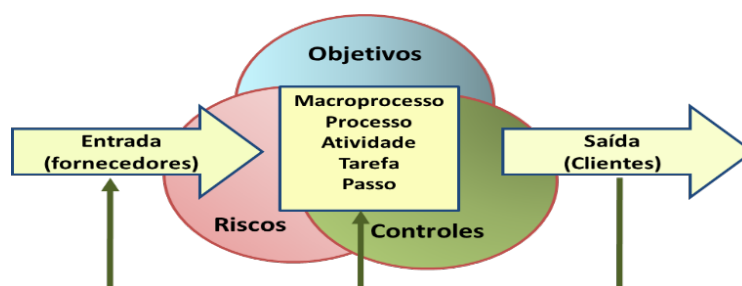 Objetivos
Macroprocesso
Processo
Atividade
Tarefa
Passo
Entrada
(fornecedores)
Saída
(Clientes)
Riscos
Controles